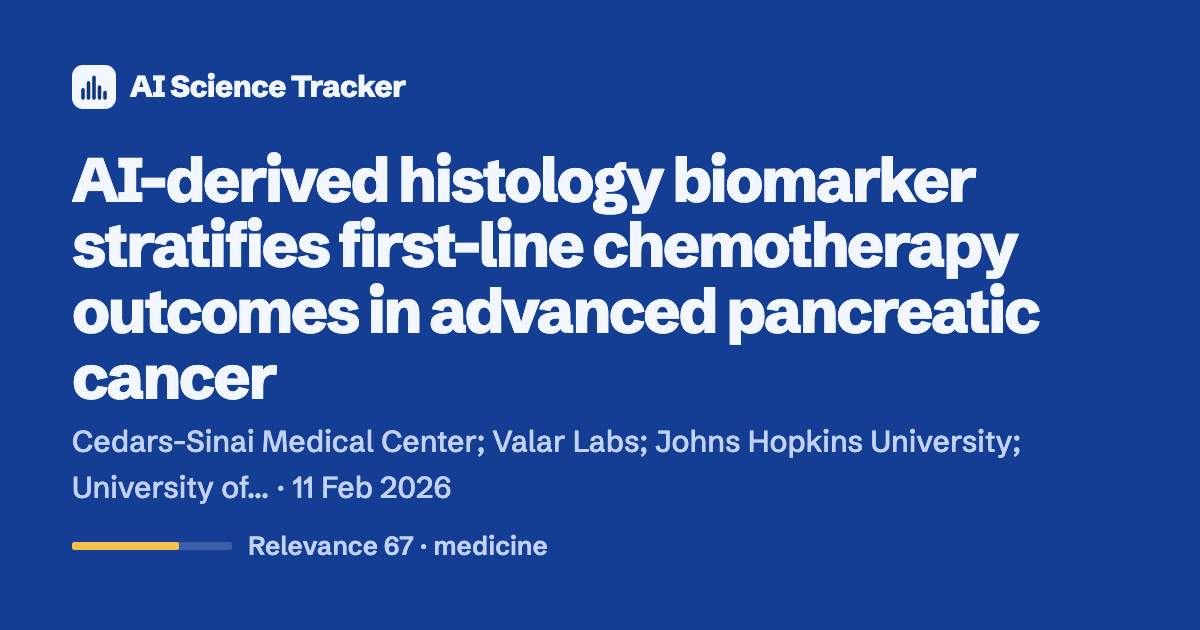 AI Science Tracker
AI-derived histology biomarker
stratifies first-line chemotherapy
outcomes in advanced pancreatic
cancer
Cedars-Sinai Medical Center; Valar Labs; Johns Hopkins University;
University of... · 11 Feb 2026
Relevance 67 · medicine